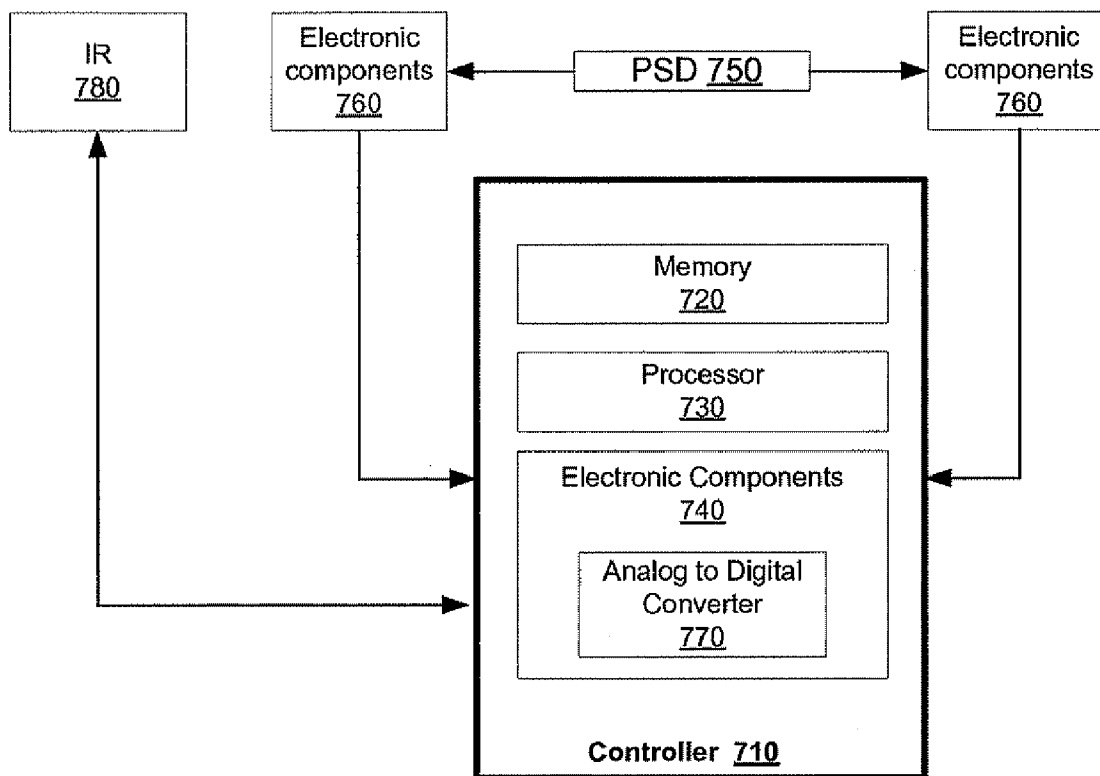 IR
780
Electronic
components
760
PSD 750
Electronic
components
760
Memory
720
Processor
730
Electronic Components
740
Analog to Digital
Converter
770
Controller 710